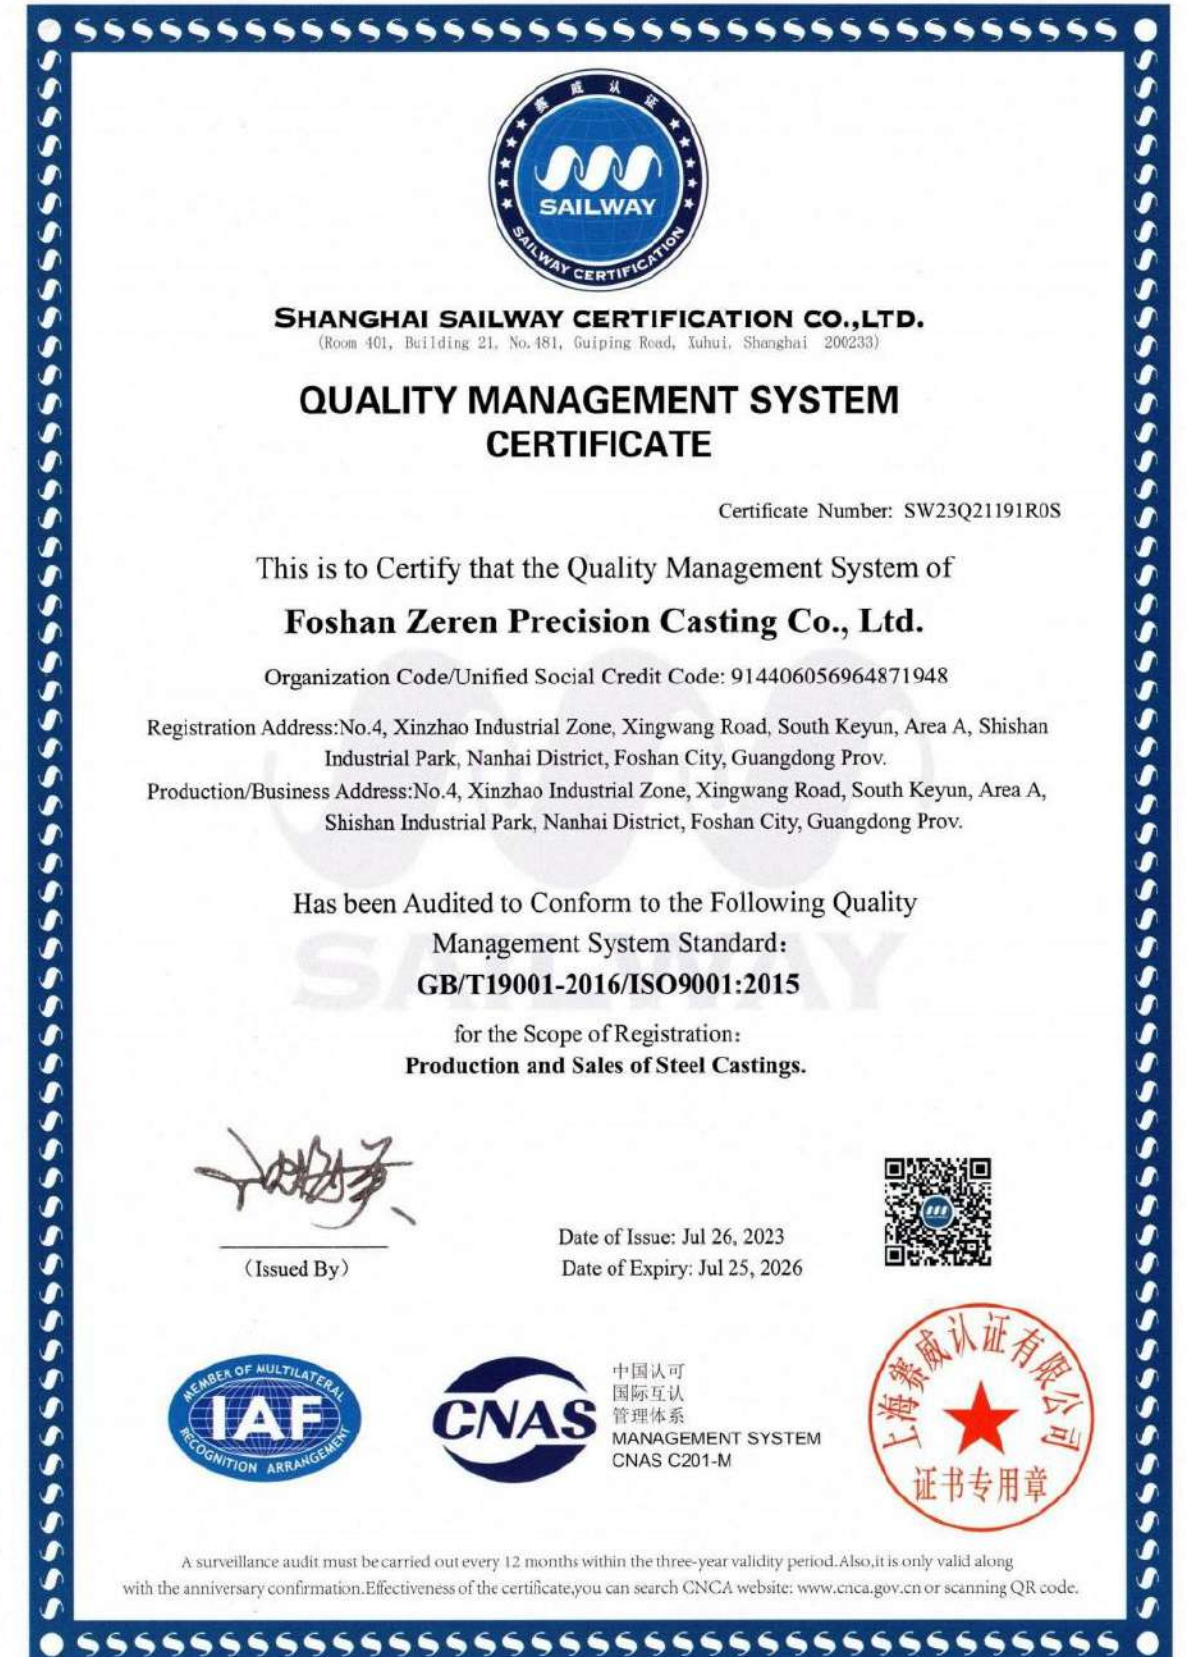 赛威认证
SAILWAY
SAILWAY CERTIFICATION
SHANGHAI SAILWAY CERTIFICATION CO.,LTD.
(Room 401, Building 21, No.481, Guiping Road, Xuhui, Shanghai 200233)
QUALITY MANAGEMENT SYSTEM
CERTIFICATE
Certificate Number: SW23Q21191R0S
This is to Certify that the Quality Management System of
Foshan Zeren Precision Casting Co., Ltd.
Organization Code/Unified Social Credit Code: 914406056964871948
Registration Address:No.4, Xinzhao Industrial Zone, Xingwang Road, South Keyun, Area A, Shishan
Industrial Park, Nanhai District, Foshan City, Guangdong Prov.
Production/Business Address:No.4, Xinzhao Industrial Zone, Xingwang Road, South Keyun, Area A,
Shishan Industrial Park, Nanhai District, Foshan City, Guangdong Prov.
Has been Audited to Conform to the Following Quality
Management System Standard:
SAILWAY
GB/T19001-2016/ISO9001:2015
for the Scope of Registration:
Production and Sales of Steel Castings.
(Issued By)
Date of Issue: Jul 26, 2023
Date of Expiry: Jul 25, 2026
MEMBER OF MULTILATERAL
IAF
RECOGNITION ARRANGEMENT
CNAS
中国认可
国际互认
管理体系
MANAGEMENT SYSTEM
CNAS C201-M
上海赛威认证有限公司
证书专用章
A surveillance audit must be carried out every 12 months within the three-year validity period.Also,it is only valid along
with the anniversary confirmation.Effectiveness of the certificate,you can search CNCA website: www.cnca.gov.cn or scanning QR code.